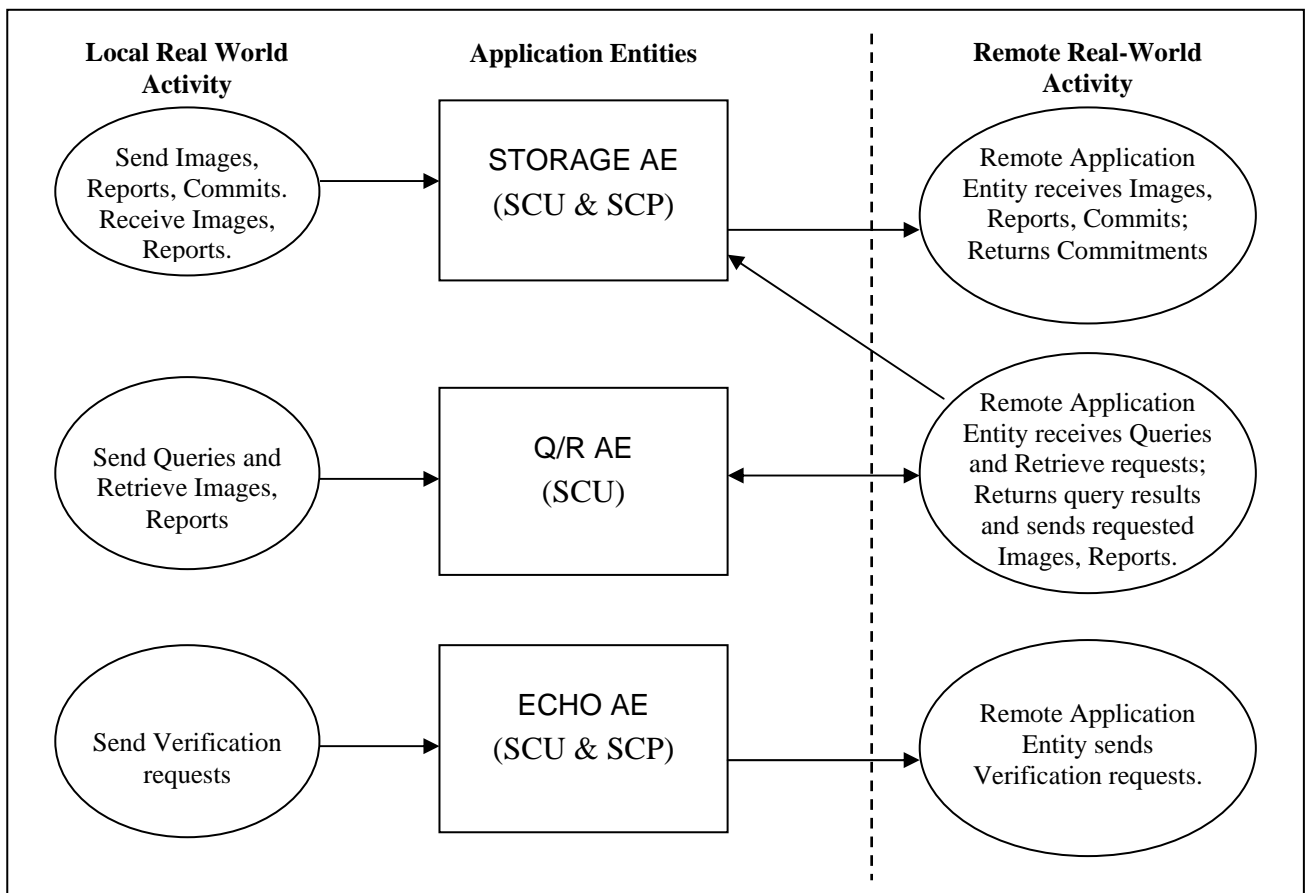 Local Real World
Activity
Application Entities
Remote Real-World
Activity
Send Images,
Reports, Commits.
Receive Images,
Reports.
STORAGE AE
(SCU & SCP)
Remote Application
Entity receives Images,
Reports, Commits;
Returns Commitments
Send Queries and
Retrieve Images,
Reports
Q/R AE
(SCU)
Remote Application
Entity receives Queries
and Retrieve requests;
Returns query results
and sends requested
Images, Reports.
Send Verification
requests
ECHO AE
(SCU & SCP)
Remote Application
Entity sends
Verification requests.